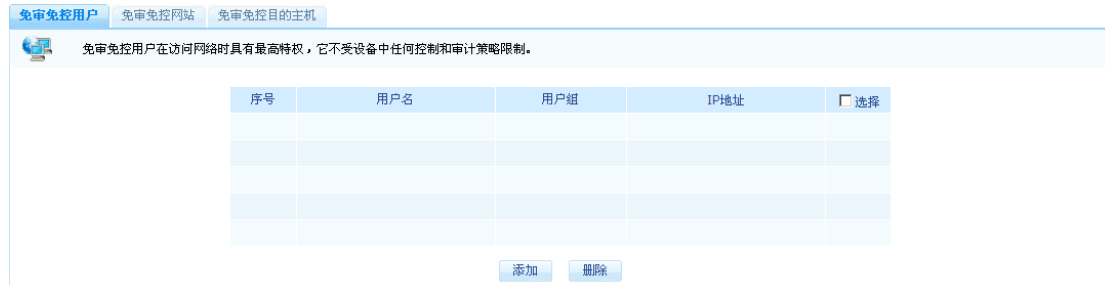 免审免控用户 免审免控网站 免审免控目的主机
免审免控用户在访问网络时具有最高特权，它不受设备中任何控制和审计策略限制。
序号 用户名 用户组 IP地址 选择
添加 删除